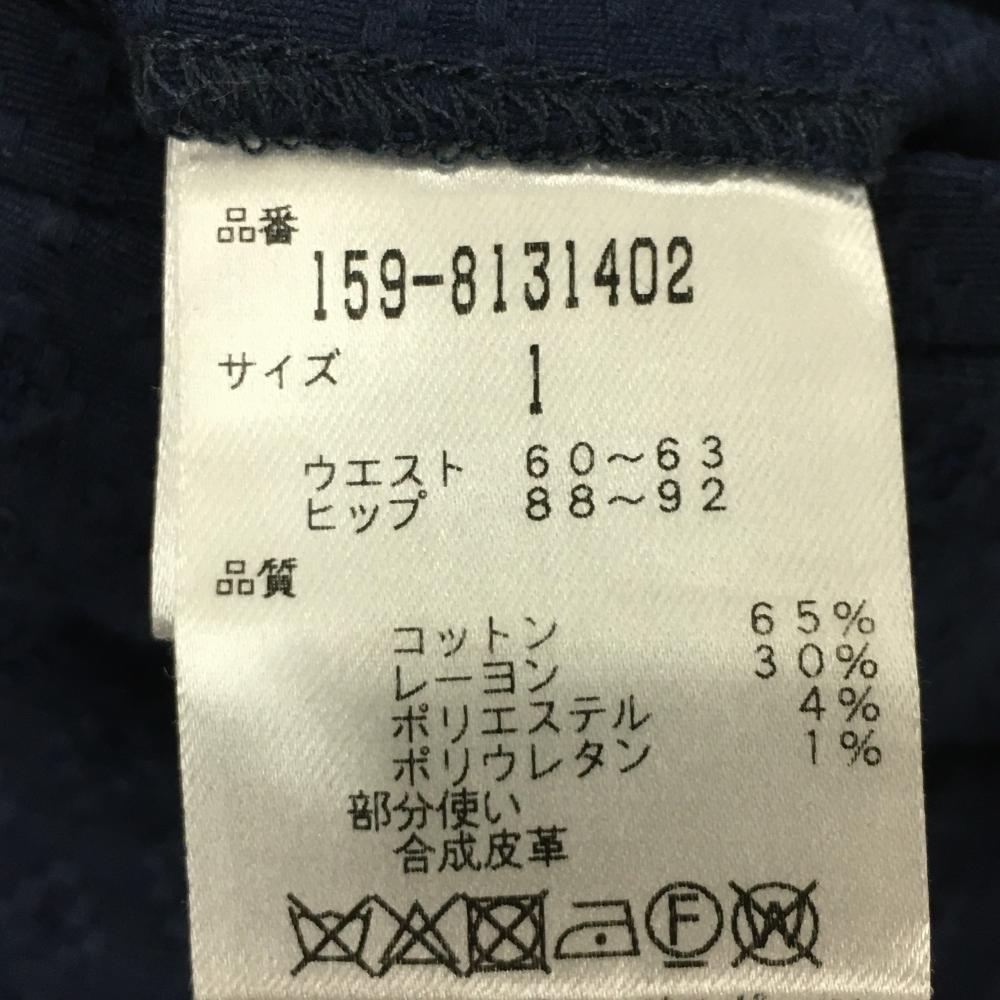 品番
159-8131402
サイズ 1
ウエスト 60~63
ヒップ 88~92
品質
コットン 65%
レーヨン 30%
ポリエステル 4%
ポリウレタン 1%
部分使い
合成皮革
F W